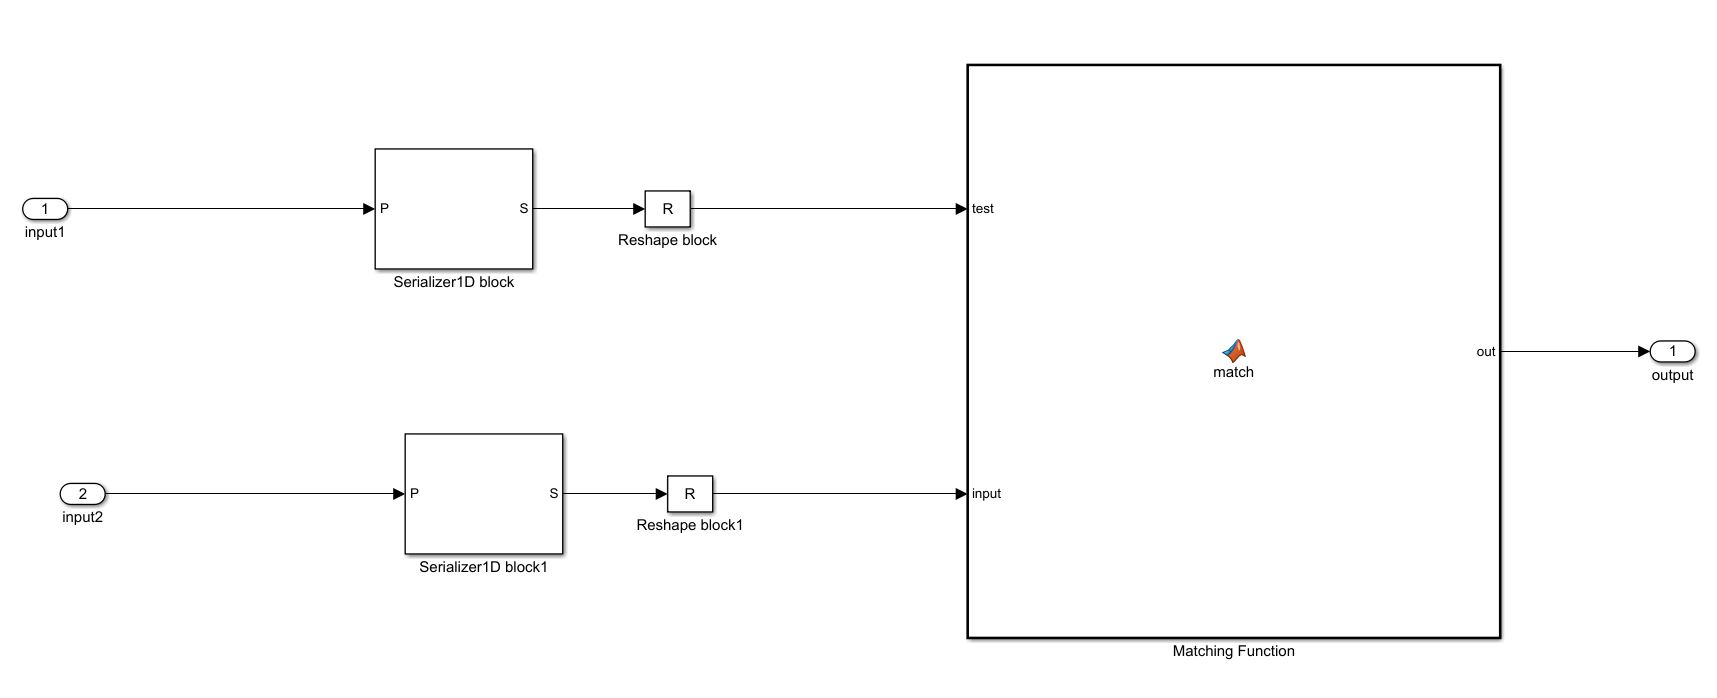 1
input1
P
S
Serializer1D block
R
Reshape block
test
2
input2
P
S
Serializer1D block1
R
Reshape block1
input
match
out
Matching Function
1
output